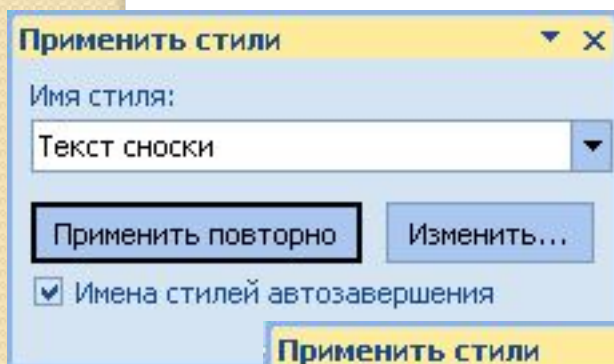 Применить стили
Имя стиля:
Текст сноски
Применить повторно Изменить...
Имена стилей автозавершения
Применить стили